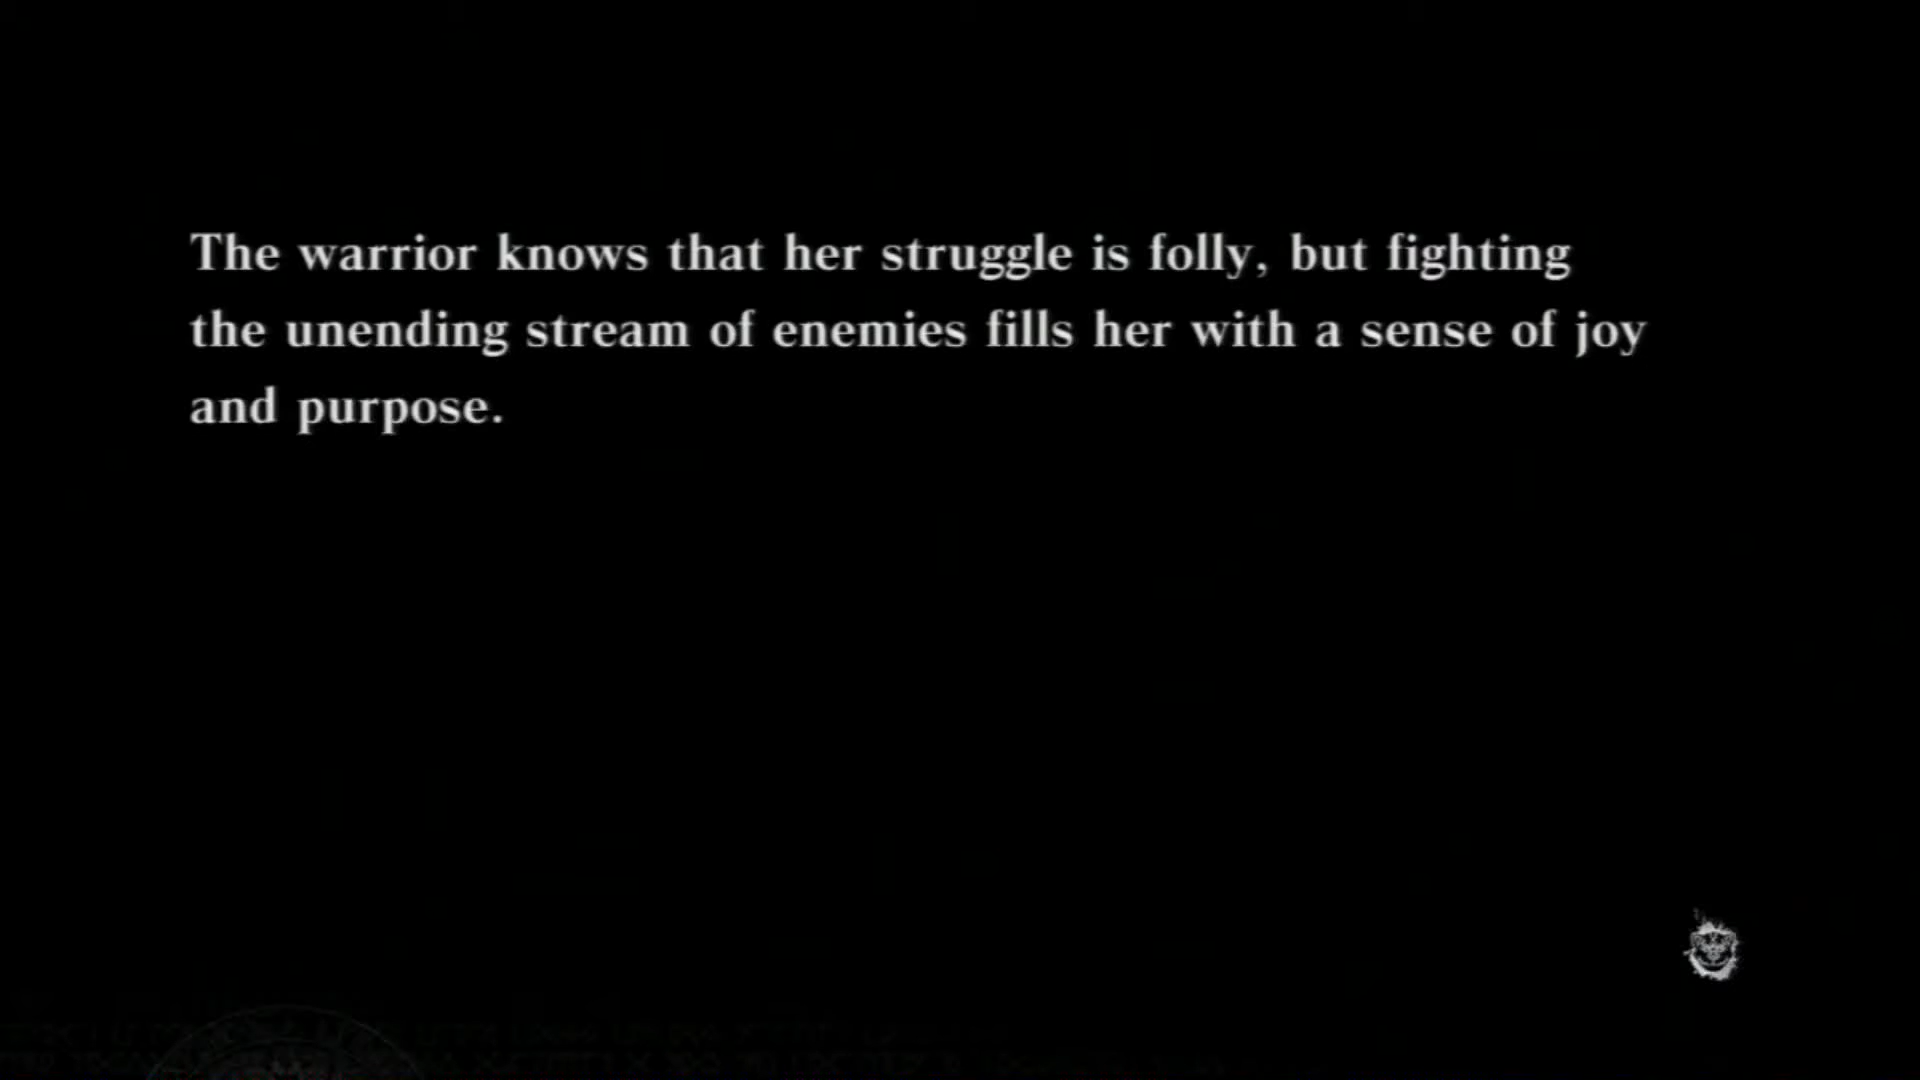 The warrior knows that her struggle is folly, but fighting
the unending stream of enemies fills her with a sense of joy
and purpose.